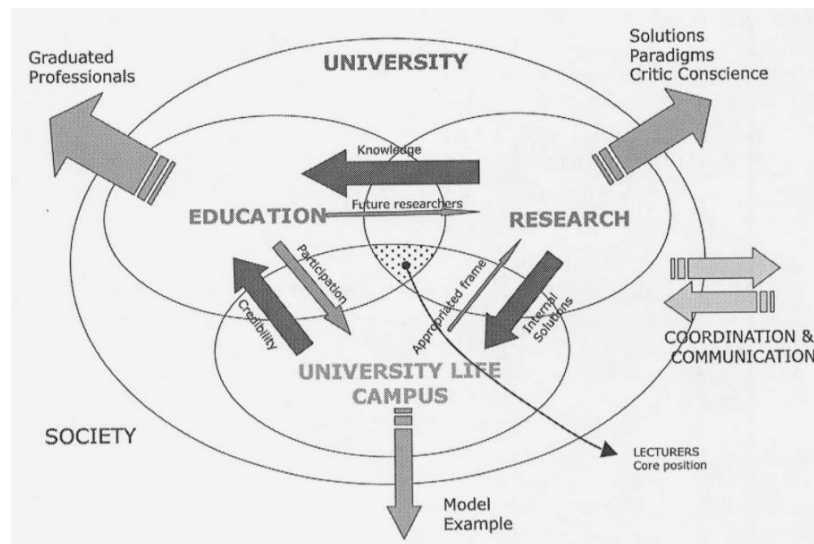 Graduated
Professionals
UNIVERSITY
Solutions
Paradigms
Critic Conscience
Knowledge
Future researchers
EDUCATION
RESEARCH
Participation
Credibility
Appropriated frame
Internal
Solutions
COORDINATION &
COMMUNICATION
UNIVERSITY LIFE
CAMPUS
SOCIETY
LECTURERS
Core position
Model
Example